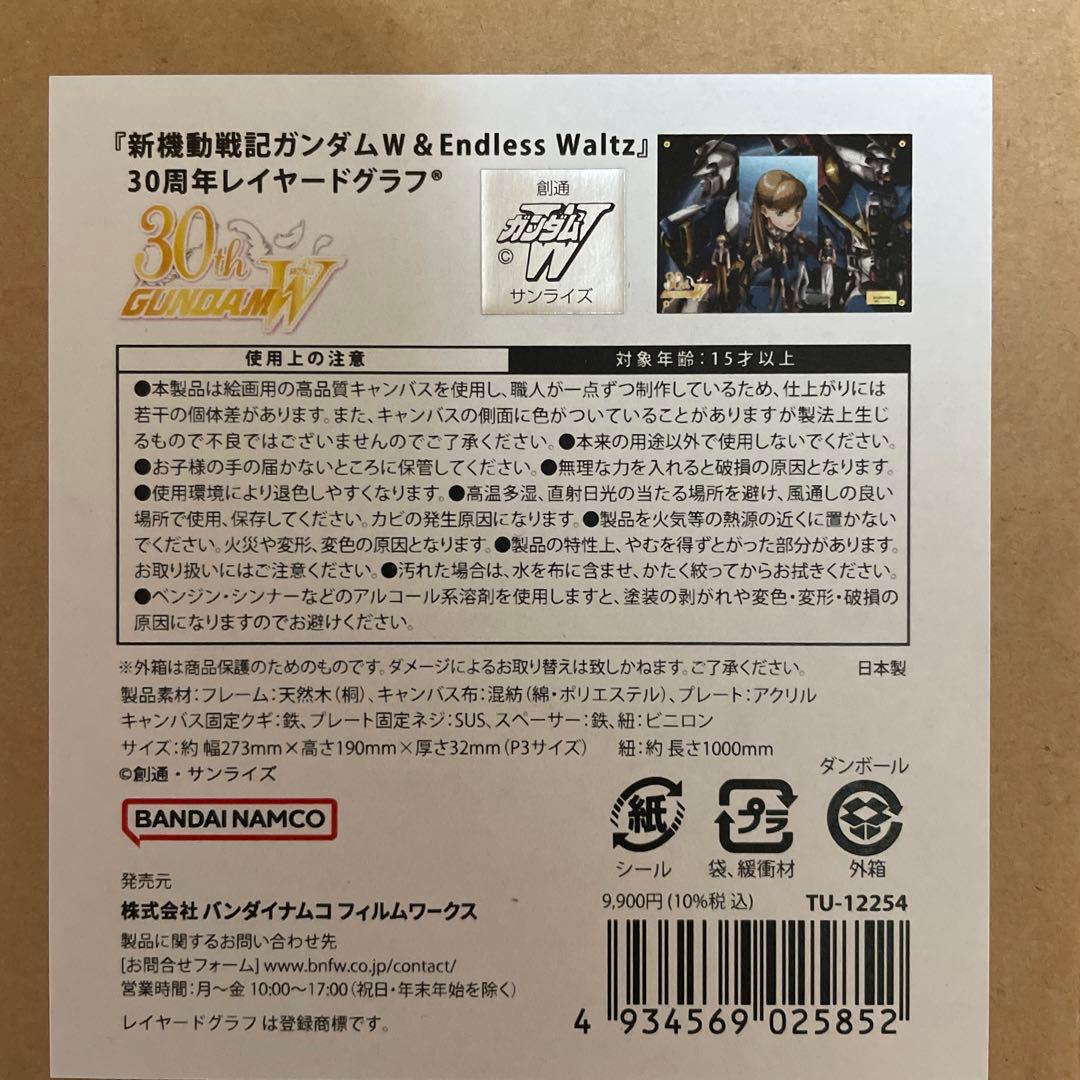 『新機動戦記ガンダムW & Endless Waltz』
30周年レイヤードグラフ®
30th
GUNDAM W
創通
ガンダムW
©
サンライズ
使用上の注意
対象年齢：15才以上
●本製品は絵画用の高品質キャンバスを使用し、職人が一点ずつ制作しているため、仕上がりには
若干の個体差があります。また、キャンバスの側面に色がついていることがありますが製法上生じ
るもので不良ではございませんのでご了承ください。●本来の用途以外で使用しないでください。
●お子様の手の届かないところに保管してください。●無理な力を入れると破損の原因となります。
●使用環境により退色しやすくなります。●高温多湿、直射日光の当たる場所を避け、風通しの良い
場所で使用、保存してください。カビの発生原因になります。●製品を火気等の熱源の近くに置かない
でください。火災や変形、変色の原因となります。●製品の特性上、やむを得ずとがった部分があります。
お取り扱いにはご注意ください。●汚れた場合は、水を布に含ませ、かたく絞ってからお拭きください。
●ベンジン・シンナーなどのアルコール系溶剤を使用しますと、塗装の剥がれや変色・変形・破損の
原因になりますのでお避けください。
※外箱は商品保護のためのものです。ダメージによるお取り替えは致しかねます。ご了承ください。 日本製
製品素材：フレーム：天然木（桐）、キャンバス布：混紡（綿・ポリエステル）、プレート：アクリル
キャンバス固定クギ：鉄、プレート固定ネジ：SUS、スペーサー：鉄、紐：ビニロン
サイズ：約 幅273mm×高さ190mm×厚さ32mm（P3サイズ） 紐：約 長さ1000mm
©創通・サンライズ
ダンボール
紙
プラ
シール
袋、緩衝材
外箱
BANDAI NAMCO
発売元
株式会社 バンダイナムコ フィルムワークス
製品に関するお問い合わせ先
[お問合せフォーム] www.bnfw.co.jp/contact/
営業時間：月〜金 10:00〜17:00（祝日・年末年始を除く）
レイヤードグラフ は登録商標です。
9,900円(10%税込)
TU-12254
4 934569 025852